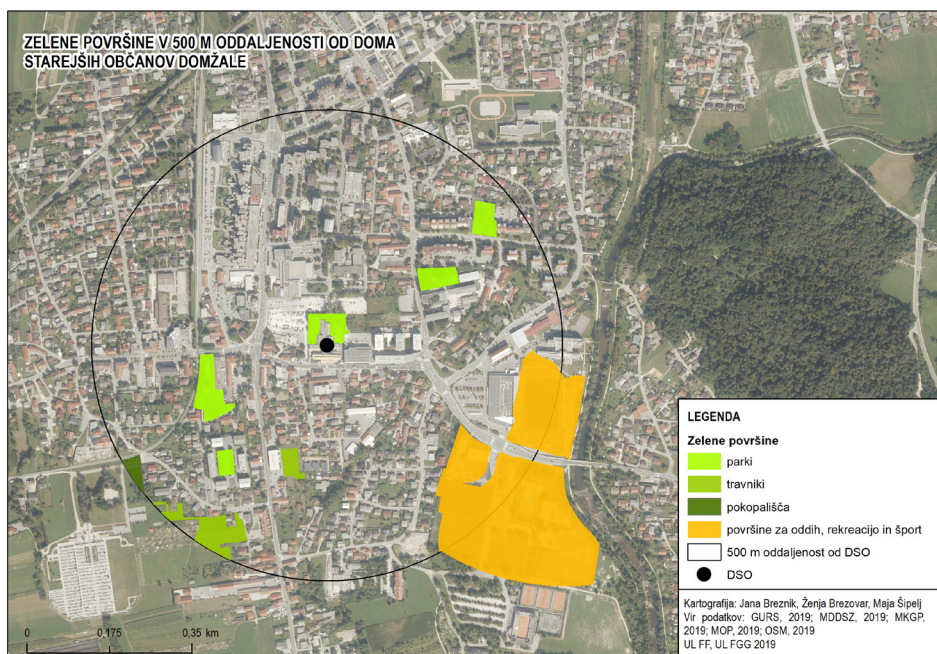 ZELENE POVRŠINE V 500 M ODDALJENOSTI OD DOMA
STAREJŠIH OBČANOV DOMŽALE
LEGENDA
Zelene površine
parki
travniki
pokopališča
površine za oddih, rekreacijo in šport
500 m oddaljenost od DSO
DSO
Kartografija: Jana Breznik, Ženja Brezovar, Maja Šipelj
Vir podatkov: GURS, 2019; MDDSZ, 2019; MKGP,
2019; MOP, 2019; OSM, 2019
UL FF, UL FGG 2019
0 0,175 0,35 km